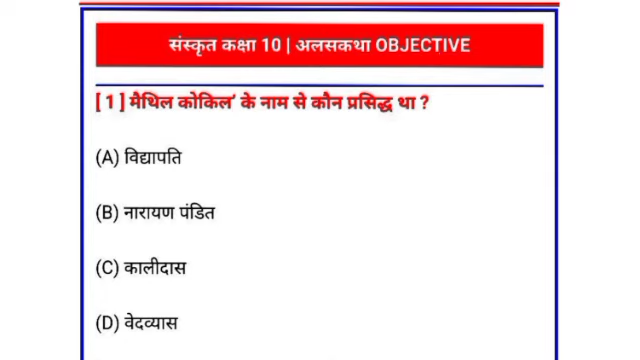 संस्कृत कक्षा 10 | अलसकथा OBJECTIVE
[ 1 ] मैथिल कोकिल’ के नाम से कौन प्रसिद्ध था ?
(A) विद्यापति
(B) नारायण पंडित
(C) कालीदास
(D) वेदव्यास